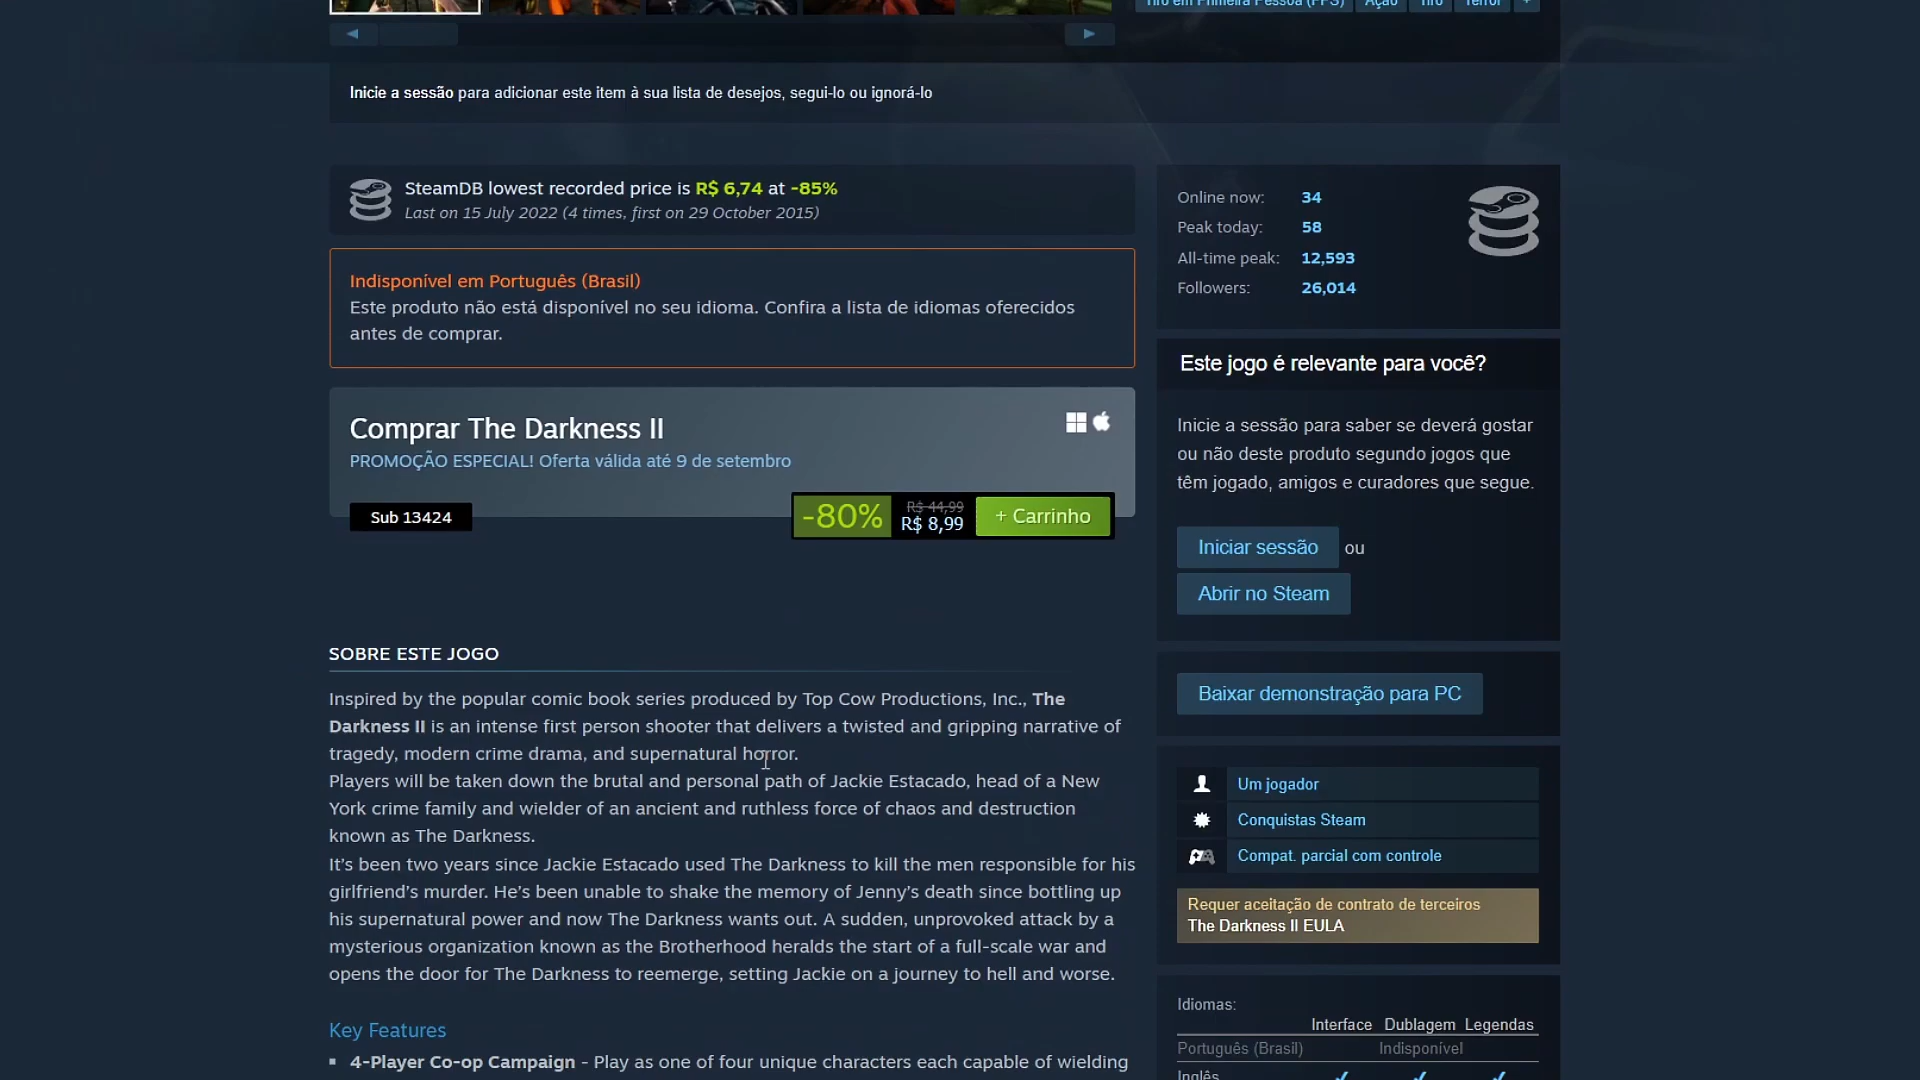 Tiro em Primeira Pessoa (FPS) Ação Tiro Terror +
Inicie a sessão para adicionar este item à sua lista de desejos, segui-lo ou ignorá-lo
SteamDB lowest recorded price is R$ 6,74 at -85%
Last on 15 July 2022 (4 times, first on 29 October 2015)
Indisponível em Português (Brasil)
Este produto não está disponível no seu idioma. Confira a lista de idiomas oferecidos
antes de comprar.
Comprar The Darkness II
PROMOÇÃO ESPECIAL! Oferta válida até 9 de setembro
Sub 13424
-80%
R$ 44,99
R$ 8,99
+ Carrinho
SOBRE ESTE JOGO
Inspired by the popular comic book series produced by Top Cow Productions, Inc., The
Darkness II is an intense first person shooter that delivers a twisted and gripping narrative of
tragedy, modern crime drama, and supernatural horror.
Players will be taken down the brutal and personal path of Jackie Estacado, head of a New
York crime family and wielder of an ancient and ruthless force of chaos and destruction
known as The Darkness.
It's been two years since Jackie Estacado used The Darkness to kill the men responsible for his
girlfriend's murder. He's been unable to shake the memory of Jenny's death since bottling up
his supernatural power and now The Darkness wants out. A sudden, unprovoked attack by a
mysterious organization known as the Brotherhood heralds the start of a full-scale war and
opens the door for The Darkness to reemerge, setting Jackie on a journey to hell and worse.
Key Features
4-Player Co-op Campaign - Play as one of four unique characters each capable of wielding
Online now: 34
Peak today: 58
All-time peak: 12,593
Followers: 26,014
Este jogo é relevante para você?
Inicie a sessão para saber se deverá gostar
ou não deste produto segundo jogos que
têm jogado, amigos e curadores que segue.
Iniciar sessão ou
Abrir no Steam
Baixar demonstração para PC
Um jogador
Conquistas Steam
Compat. parcial com controle
Requer aceitação de contrato de terceiros
The Darkness II EULA
Idiomas:
Interface Dublagem Legendas
Português (Brasil) Indisponível
Inglês